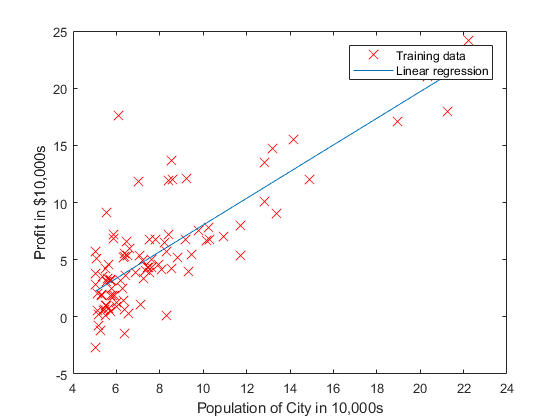 25
20
15
10
5
0
-5
4 6 8 10 12 14 16 18 20 22 24
Profit in $10,000s
Population of City in 10,000s
Training data
Linear regression